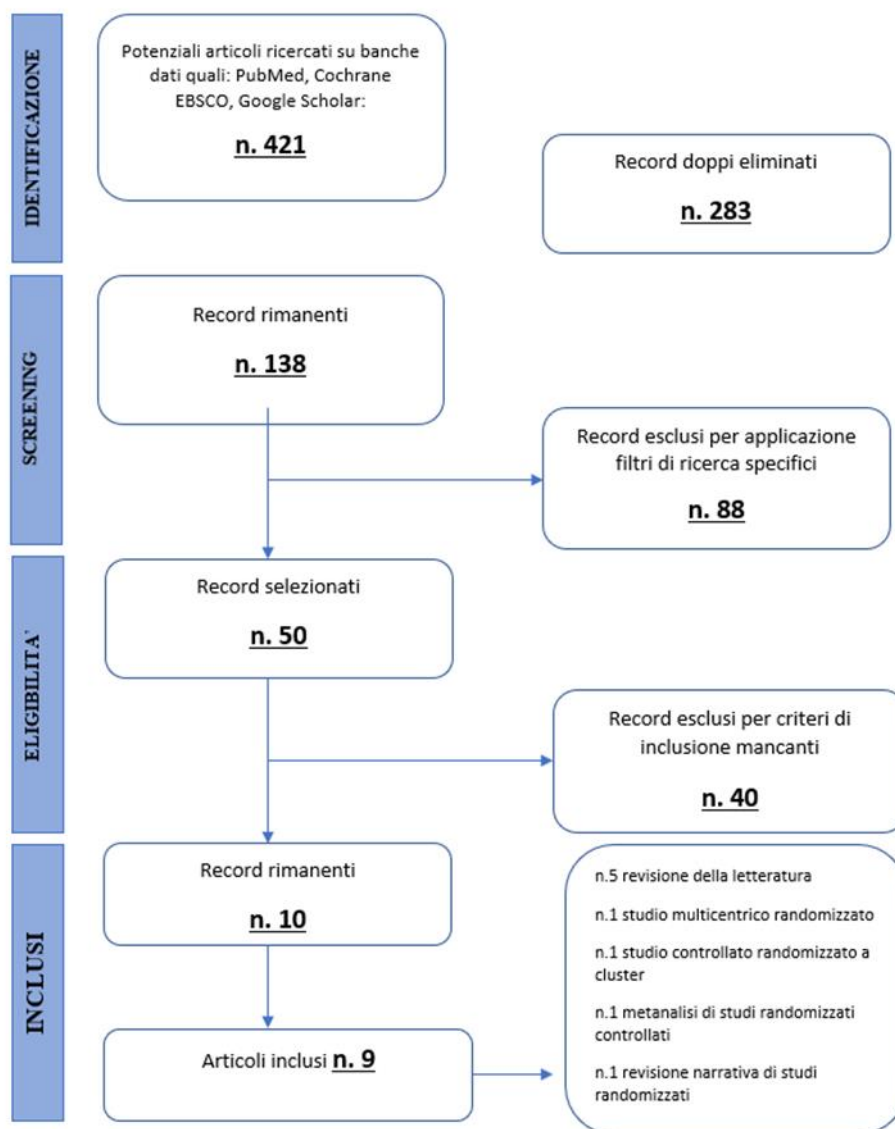 IDENTIFICAZIONE
Potenziali articoli ricercati su banche
dati quali: PubMed, Cochrane
EBSCO, Google Scholar:
n. 421
Record doppi eliminati
n. 283
SCREENING
Record rimanenti
n. 138
Record esclusi per applicazione
filtri di ricerca specifici
n. 88
ELIGIBILITA'
Record selezionati
n. 50
Record esclusi per criteri di
inclusione mancanti
n. 40
INCLUSI
Record rimanenti
n. 10
Articoli inclusi n. 9
n.5 revisione della letteratura
n.1 studio multicentrico randomizzato
n.1 studio controllato randomizzato a
cluster
n.1 metanalisi di studi randomizzati
controllati
n.1 revisione narrativa di studi
randomizzati